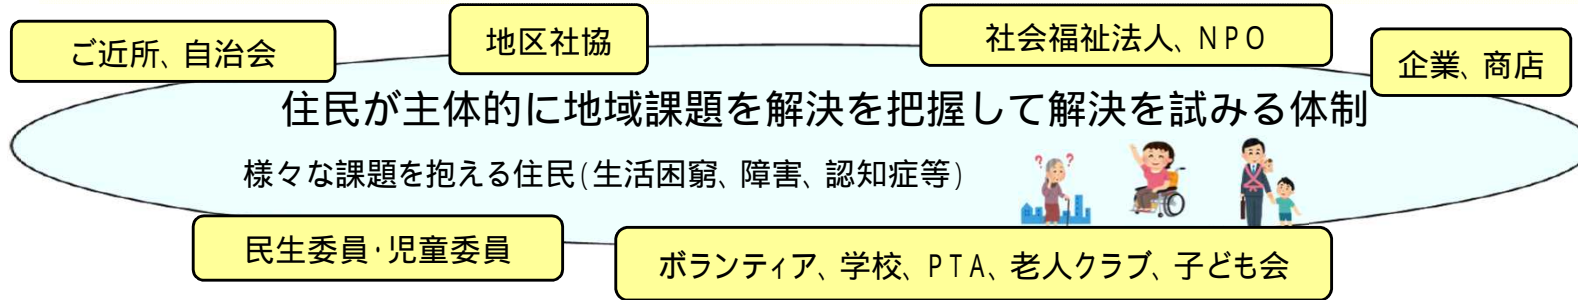 ご近所、自治会
地区社協
社会福祉法人、NPO
企業、商店
住民が主体的に地域課題を解決を把握して解決を試みる体制
様々な課題を抱える住民(生活困窮、障害、認知症等)
? ?
民生委員・児童委員
ボランティア、学校、PTA、老人クラブ、子ども会